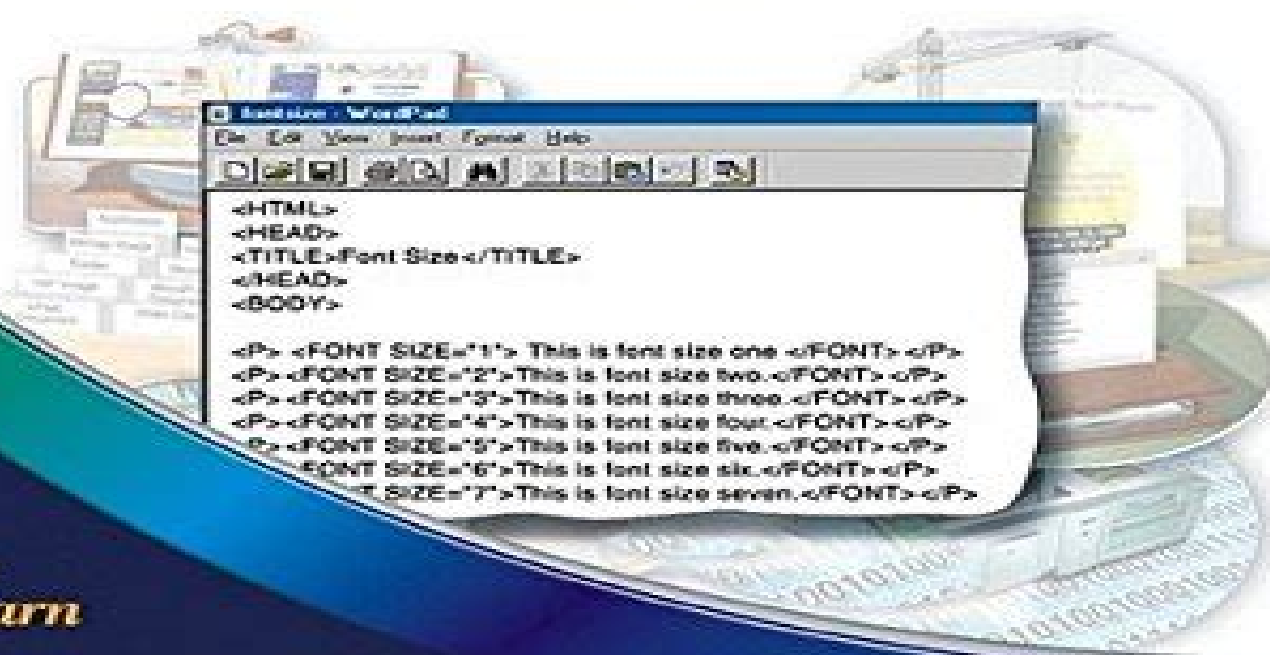 fontsize - WordPad
File Edit View Insert Format Help
<HTML>
<HEAD>
<TITLE>Font Size</TITLE>
</HEAD>
<BODY>
<P> <FONT SIZE="1"> This is font size one </FONT> </P>
<P> <FONT SIZE="2">This is font size two.</FONT> </P>
<P> <FONT SIZE="3">This is font size three.</FONT> </P>
<P> <FONT SIZE="4">This is font size four.</FONT> </P>
<P> <FONT SIZE="5">This is font size five.</FONT> </P>
FONT SIZE="6">This is font size six.</FONT> </P>
T SIZE="7">This is font size seven.</FONT> </P>
urn